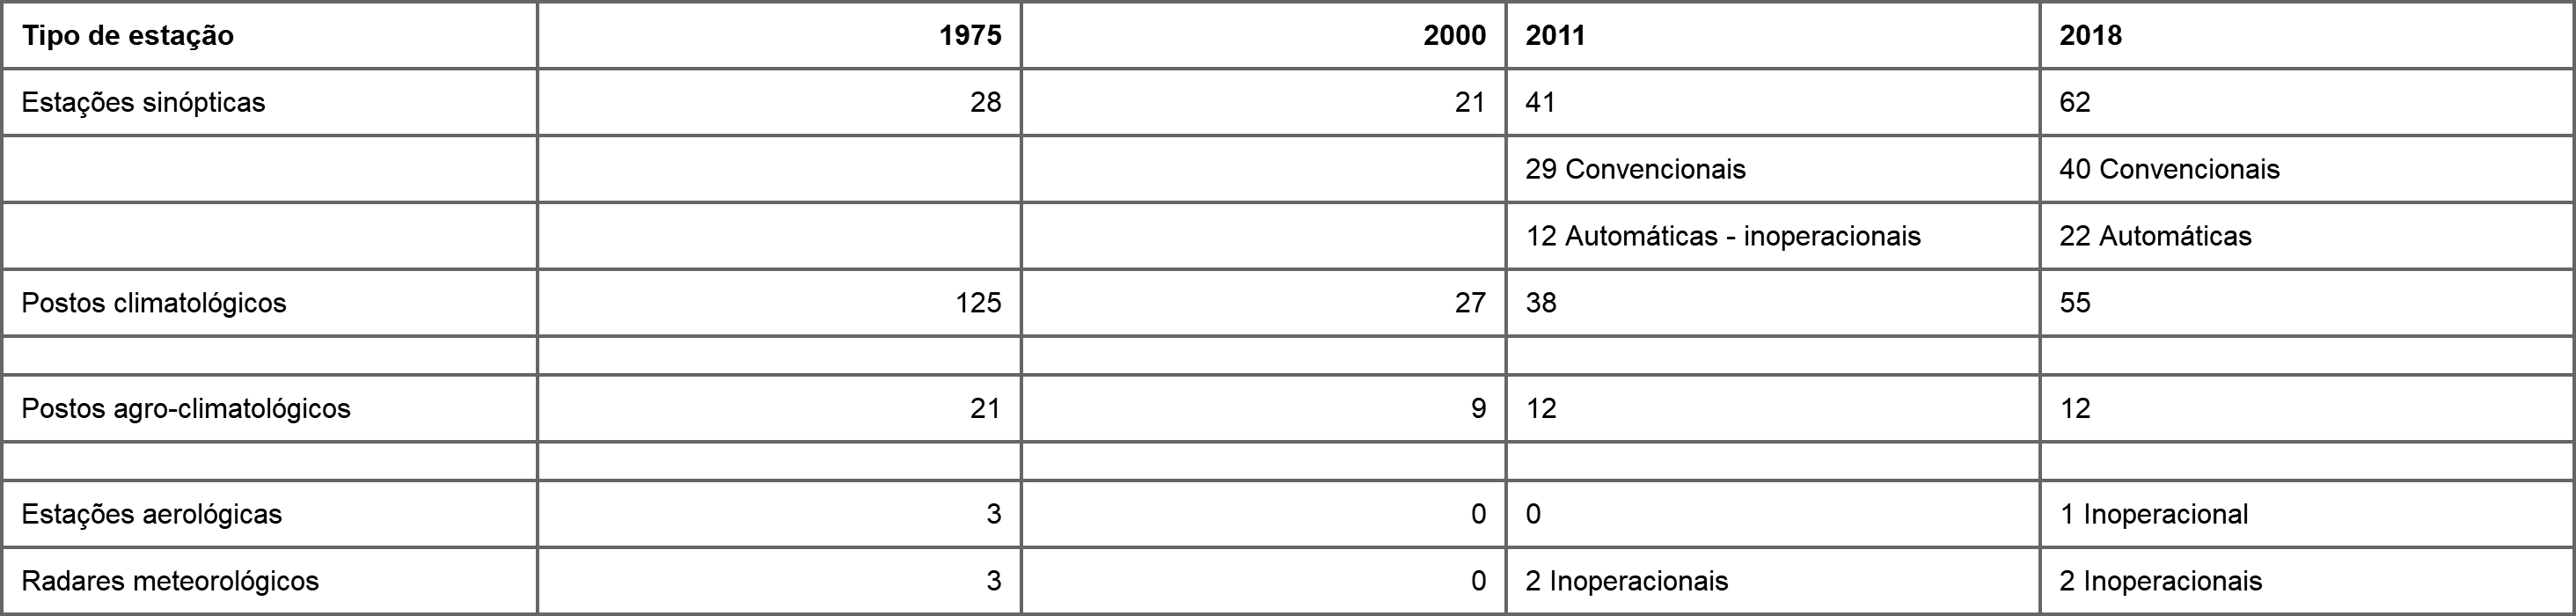 Tipo de estação 1975 2000 2011 2018
Estações sinópticas 28 21 41 62
29 Convencionais 40 Convencionais
12 Automáticas - inoperacionais 22 Automáticas
Postos climatológicos 125 27 38 55
Postos agro-climatológicos 21 9 12 12
Estações aerológicas 3 0 0 1 Inoperacional
Radares meteorológicos 3 0 2 Inoperacionais 2 Inoperacionais